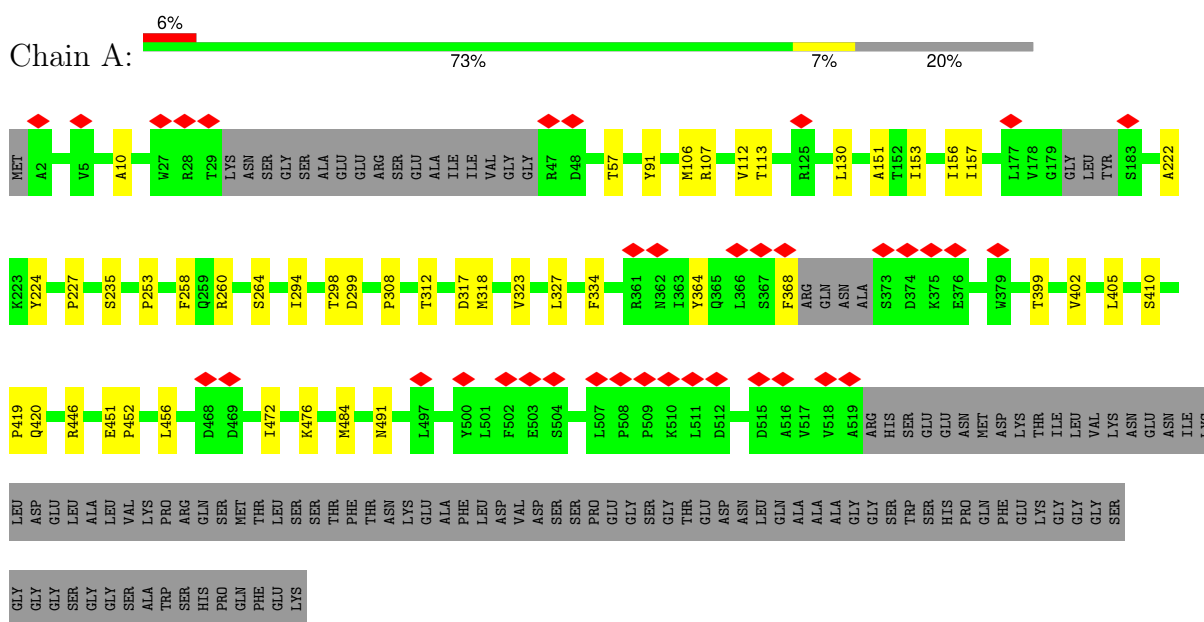 6%
Chain A:
73% 7% 20%
MET A2 V5 A10 W27 R28 T29 LYS ASN SER GLY SER ALA GLU GLU ARG SER GLU ALA ILE ILE VAL GLY GLY R47 D48 T57 Y91 M106 R107 V112 T113 R125 L130 A151 T152 I153 I156 I157 L177 V178 G179 GLY LEU TYR S183 A222
K223 Y224 P227 S235 P253 F258 Q259 R260 S264 I294 T298 D299 P308 T312 D317 M318 V323 L327 F334 R361 N362 I363 Y364 Q365 L366 S367 F368 ARG GLN ASN ALA S373 D374 K375 E376 W379 T399 V402 L405 S410
P419 Q420 R446 E451 P452 L456 D468 D469 I472 K476 M484 N491 L497 Y500 L501 F502 E503 S504 L507 P508 P509 K510 L511 D512 D515 A516 V517 V518 A519 ARG HIS SER GLU GLU ASN MET ASP LYS THR ILE LEU VAL LYS ASN GLU ASN ILE
LEU ASP GLU LEU ALA LEU VAL LYS PRO ARG GLN SER MET THR LEU SER SER THR PHE THR ASN LYS GLU ALA PHE LEU ASP VAL ASP SER SER PRO GLU GLY SER GLY THR GLU ASP ASN LEU GLN ALA ALA ALA GLY GLY SER TRP SER HIS PRO GLN PHE GLU LYS GLY GLY GLY SER
GLY GLY GLY SER GLY GLY SER ALA TRP SER HIS PRO GLN PHE GLU LYS